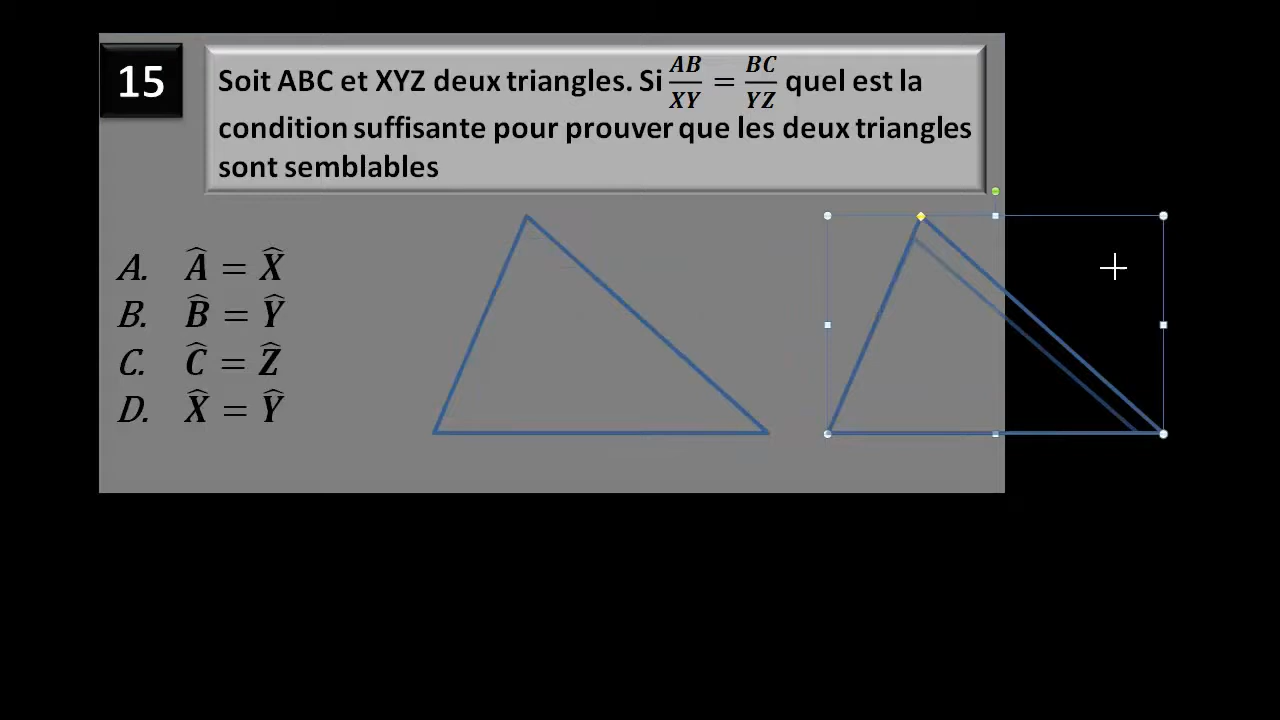 15
Soit ABC et XYZ deux triangles. Si AB/XY = BC/YZ quel est la
condition suffisante pour prouver que les deux triangles
sont semblables
A. Â = X̂
B. B̂ = Ŷ
C. Ĉ = Ẑ
D. X̂ = Ŷ